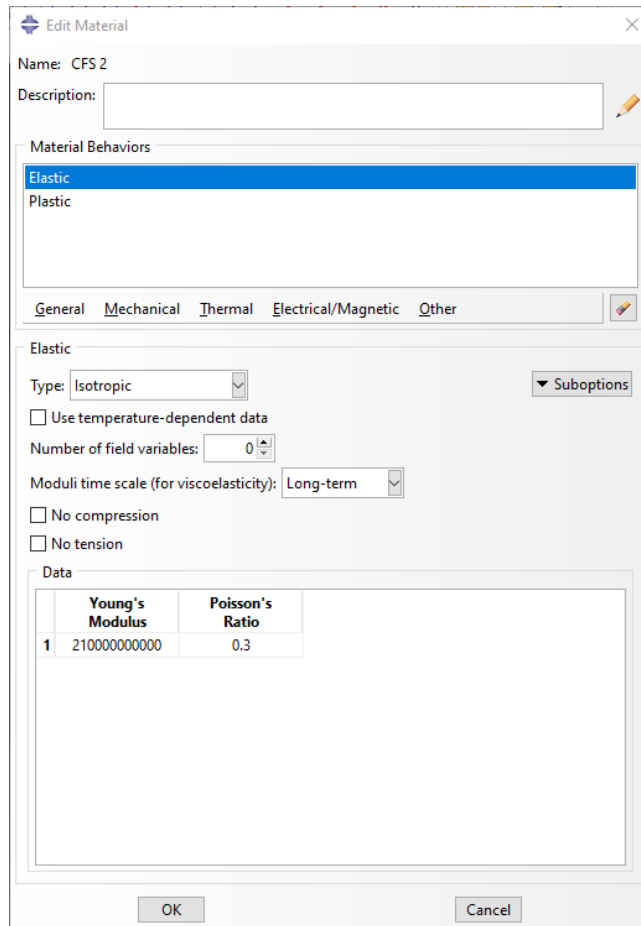 Edit Material
Name: CFS 2
Description:
Material Behaviors
Elastic
Plastic
General Mechanical Thermal Electrical/Magnetic Other
Elastic
Type: Isotropic
Suboptions
Use temperature-dependent data
Number of field variables: 0
Moduli time scale (for viscoelasticity): Long-term
No compression
No tension
Data
Young's Modulus Poisson's Ratio
1 210000000000 0.3
OK Cancel